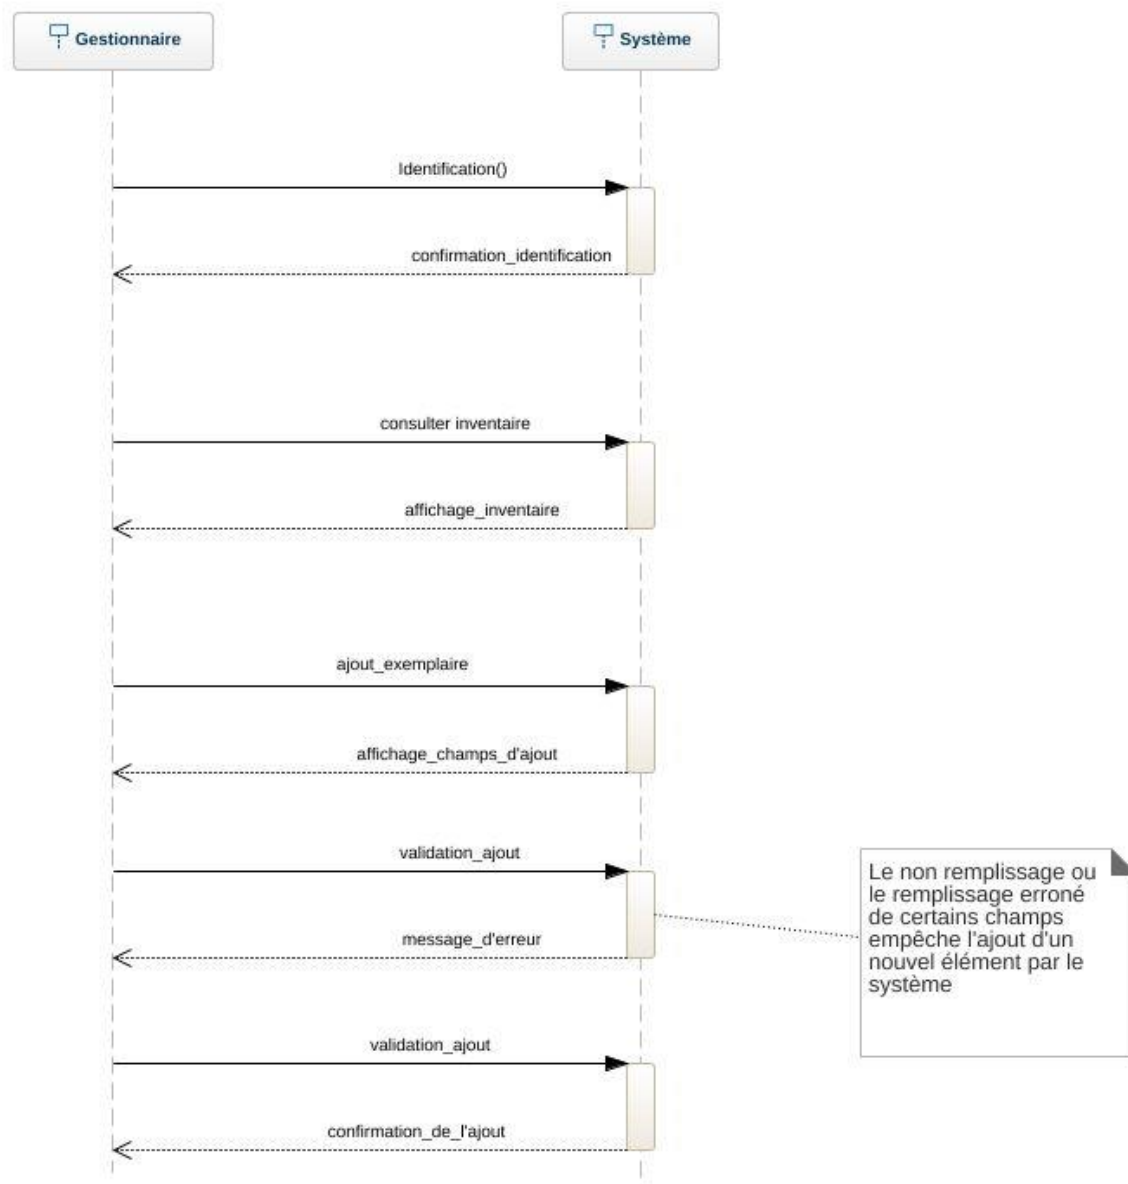 Gestionnaire
Système
Identification()
confirmation_identification
consulter inventaire
affichage_inventaire
ajout_exemplaire
affichage_champs_d'ajout
validation_ajout
message_d'erreur
Le non remplissage ou
le remplissage erroné
de certains champs
empêche l'ajout d'un
nouvel élément par le
système
validation_ajout
confirmation_de_l'ajout